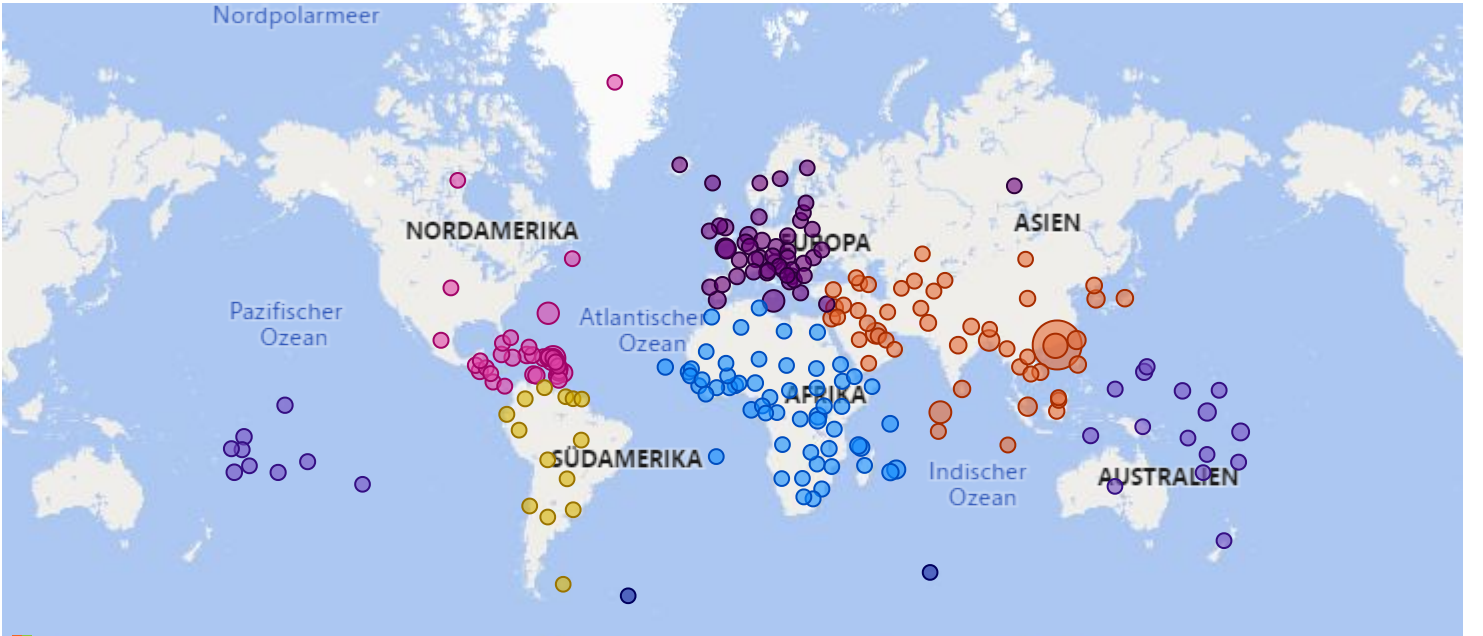 Nordpolarmeer
NORDAMERIKA
EUROPA
ASIEN
Pazifischer
Ozean
Atlantischer
Ozean
AFRIKA
SÜDAMERIKA
Indischer
Ozean
AUSTRALIEN